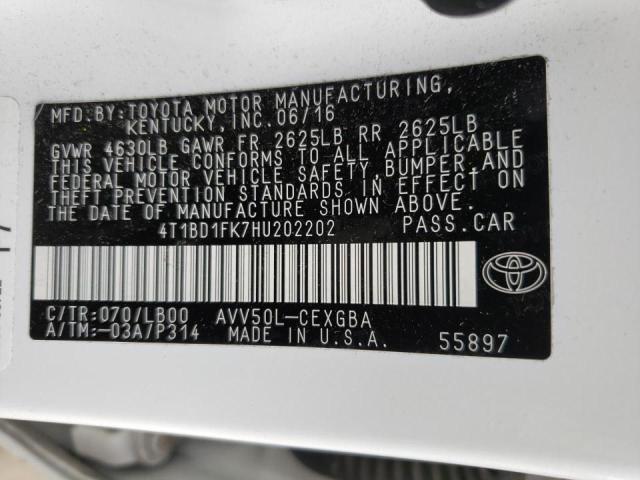 MFD.BY:TOYOTA MOTOR MANUFACTURING,
KENTUCKY, INC. 06/16
GVWR 4630LB GAWR FR 2625LB RR 2625LB
THIS VEHICLE CONFORMS TO ALL APPLICABLE
FEDERAL MOTOR VEHICLE SAFETY, BUMPER, AND
THEFT PREVENTION STANDARDS IN EFFECT ON
THE DATE OF MANUFACTURE SHOWN ABOVE.
4T1BD1FK7HU202202 PASS.CAR
C/TR:070/LB00 AVV50L-CEXGBA
A/TM:-03A/P314 MADE IN U.S.A. 55897